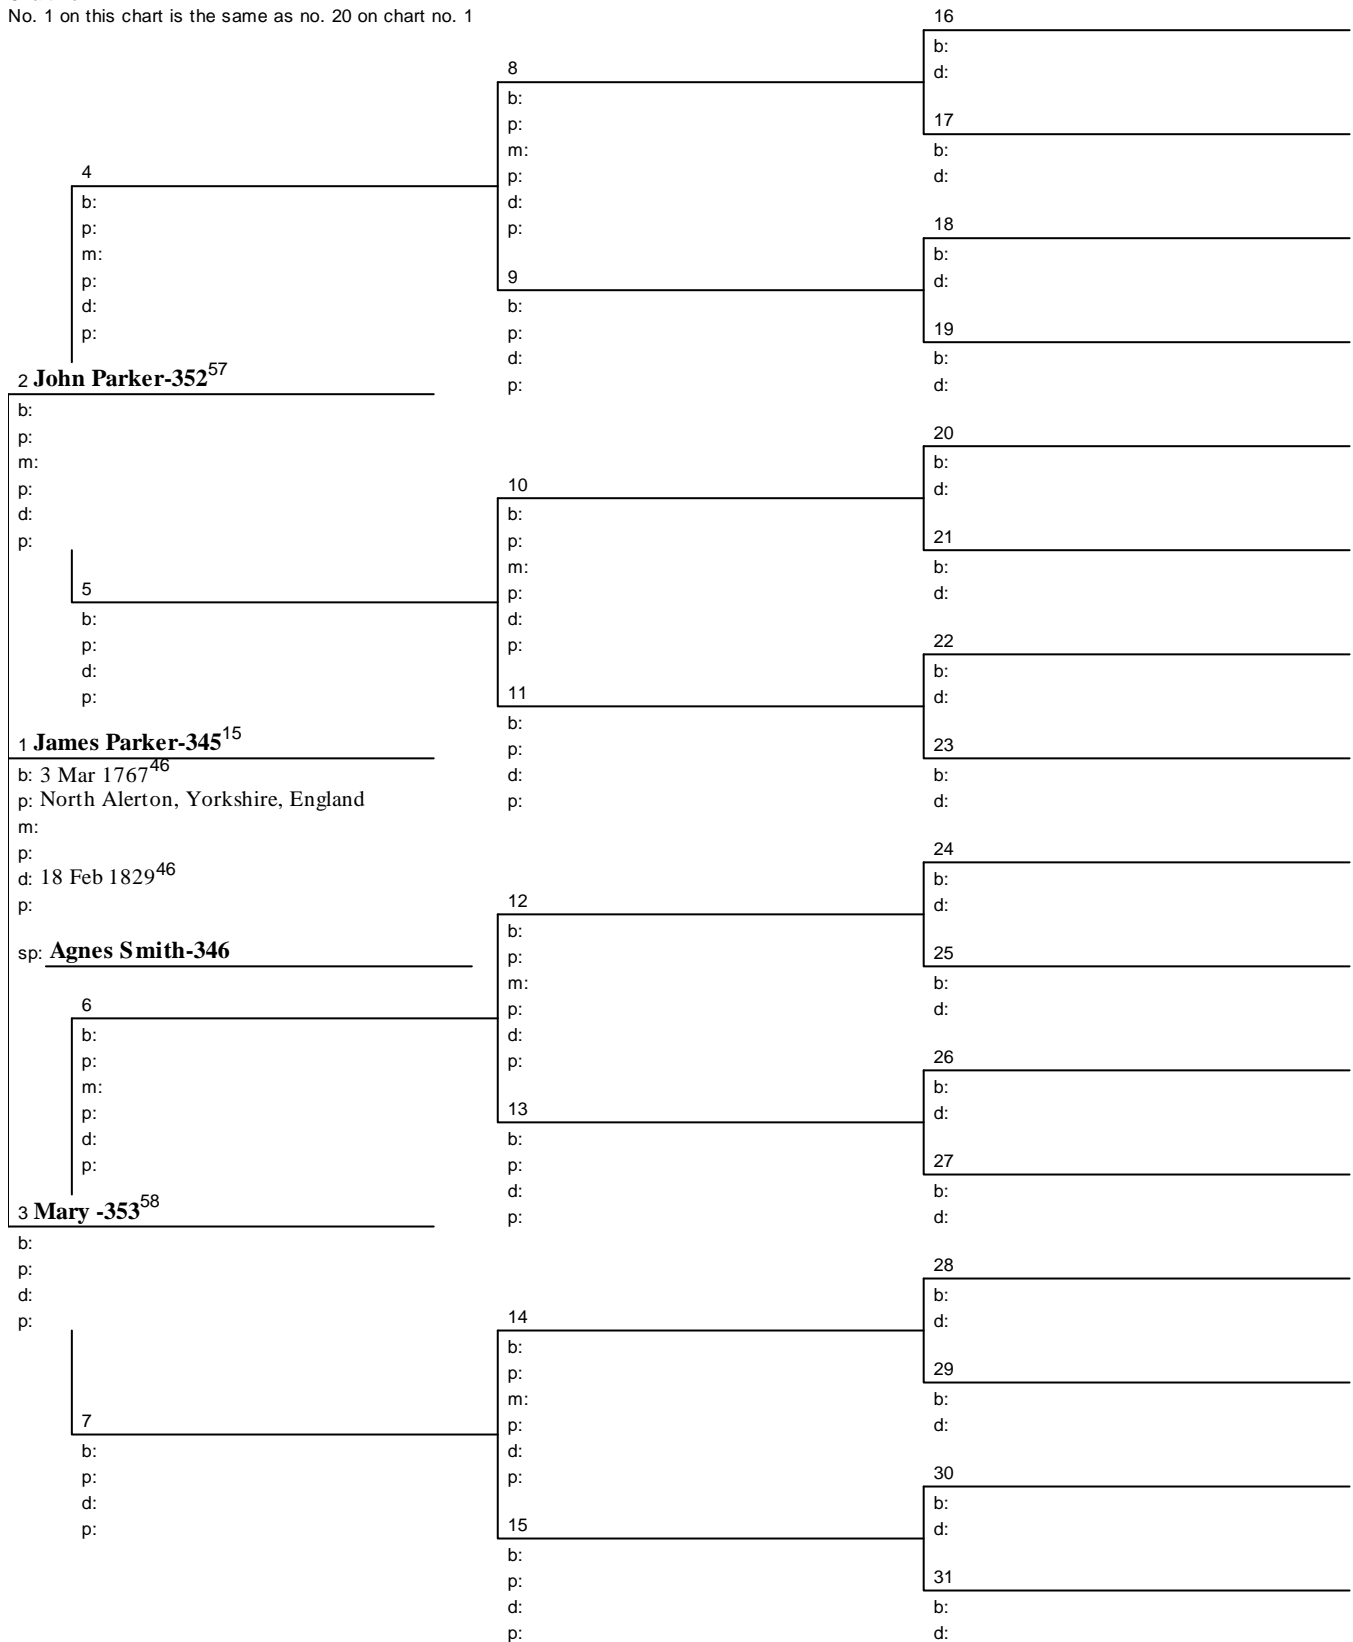 No. 1 on this chart is the same as no. 20 on chart no. 1
16
b:
d:
8
b:
p:
m:
p:
d:
p:
17
b:
d:
4
b:
p:
m:
p:
d:
p:
18
b:
d:
9
b:
p:
d:
p:
19
b:
d:
2 John Parker-352 57
b:
p:
m:
p:
d:
p:
20
b:
d:
10
b:
p:
m:
p:
d:
p:
21
b:
d:
5
b:
p:
d:
p:
22
b:
d:
11
b:
p:
d:
p:
23
b:
d:
1 James Parker-345 15
b: 3 Mar 1767 46
p: North Alerton, Yorkshire, England
m:
p:
d: 18 Feb 1829 46
p:
sp: Agnes Smith-346
24
b:
d:
12
b:
p:
m:
p:
d:
p:
25
b:
d:
6
b:
p:
m:
p:
d:
p:
26
b:
d:
13
b:
p:
d:
p:
27
b:
d:
3 Mary -353 58
b:
p:
d:
p:
28
b:
d:
14
b:
p:
m:
p:
d:
p:
29
b:
d:
7
b:
p:
d:
p:
30
b:
d:
15
b:
p:
d:
p:
31
b:
d: